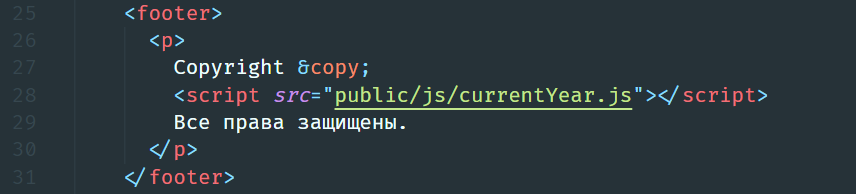 25 <footer>
26 <p>
27 Copyright &copy;
28 <script src="public/js/currentYear.js"></script>
29 Все права защищены.
30 </p>
31 </footer>